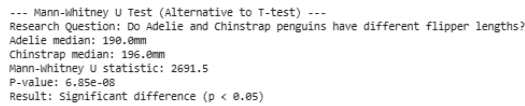 --- Mann-Whitney U Test (Alternative to T-test) ---
Research Question: Do Adelie and Chinstrap penguins have different flipper lengths?
Adelie median: 190.0mm
Chinstrap median: 196.0mm
Mann-Whitney U statistic: 2691.5
P-value: 6.85e-08
Result: Significant difference (p < 0.05)